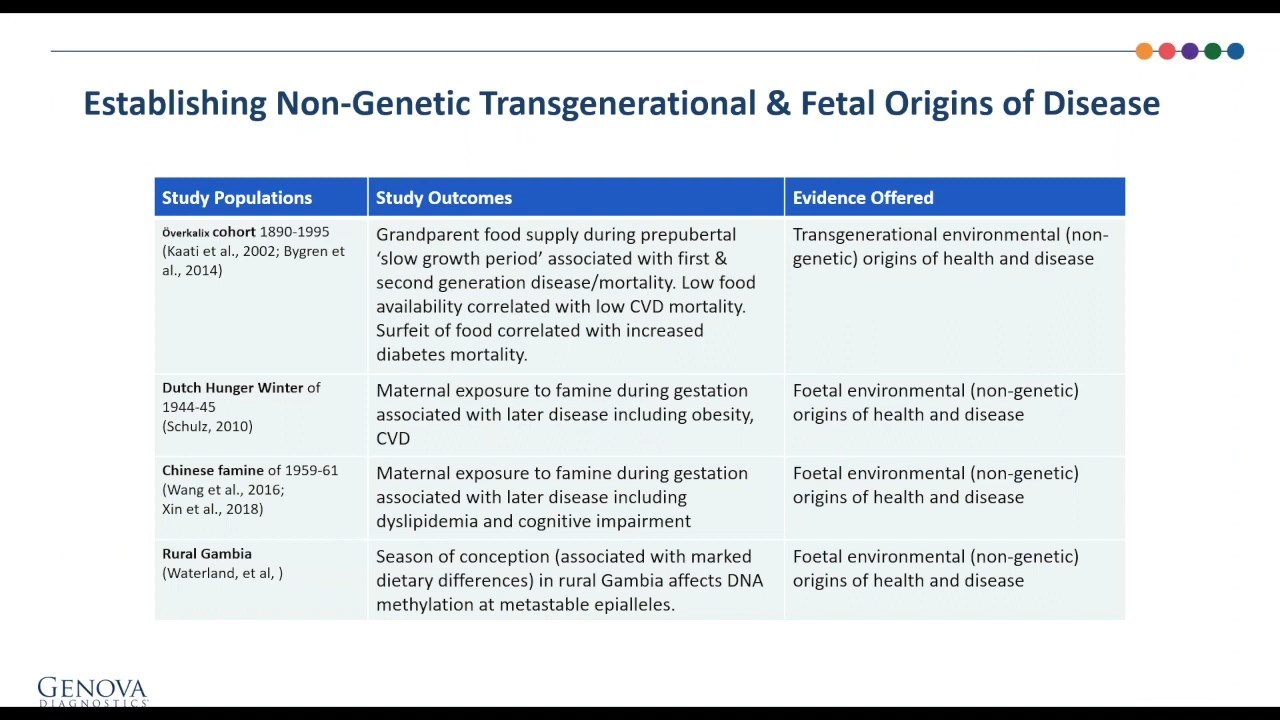 Establishing Non-Genetic Transgenerational & Fetal Origins of Disease
Study Populations
Study Outcomes
Evidence Offered
Överkalix cohort 1890-1995
(Kaati et al., 2002; Bygren et
al., 2014)
Grandparent food supply during prepubertal
‘slow growth period’ associated with first &
second generation disease/mortality. Low food
availability correlated with low CVD mortality.
Surfeit of food correlated with increased
diabetes mortality.
Transgenerational environmental (non-
genetic) origins of health and disease
Dutch Hunger Winter of
1944-45
(Schulz, 2010)
Maternal exposure to famine during gestation
associated with later disease including obesity,
CVD
Foetal environmental (non-genetic)
origins of health and disease
Chinese famine of 1959-61
(Wang et al., 2016;
Xin et al., 2018)
Maternal exposure to famine during gestation
associated with later disease including
dyslipidemia and cognitive impairment
Foetal environmental (non-genetic)
origins of health and disease
Rural Gambia
(Waterland, et al, )
Season of conception (associated with marked
dietary differences) in rural Gambia affects DNA
methylation at metastable epialleles.
Foetal environmental (non-genetic)
origins of health and disease
GENOVA
DIAGNOSTICS